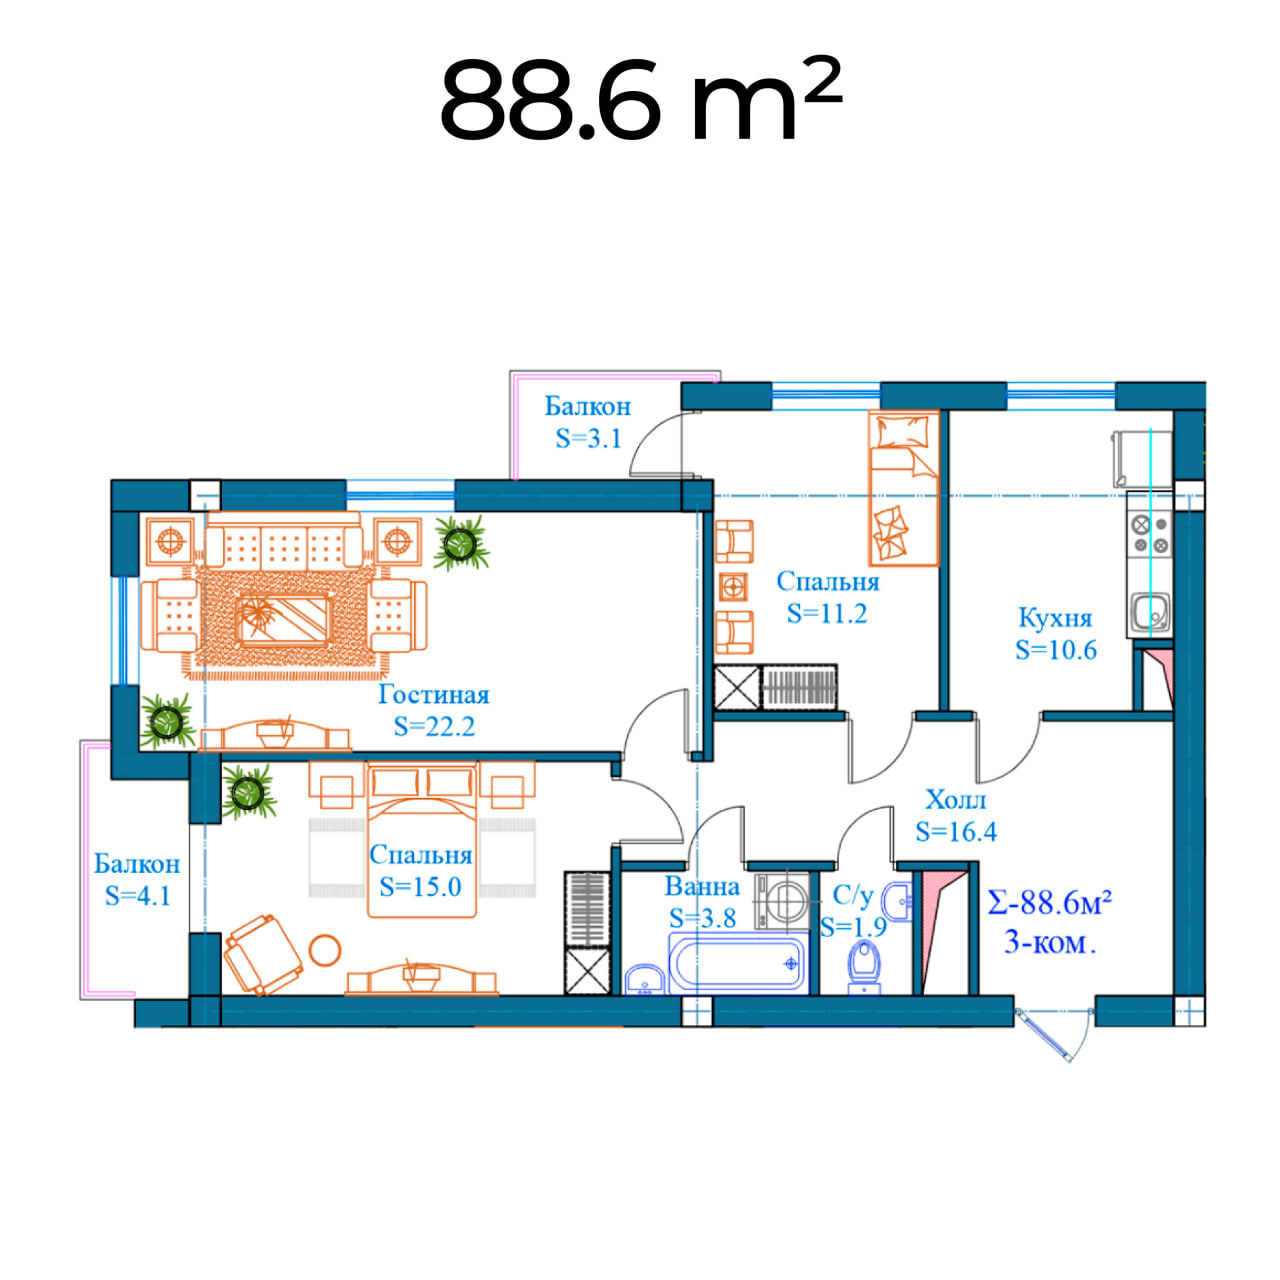 88.6 m²
Балкон
S=3.1
Спальня
S=11.2
Кухня
S=10.6
Гостиная
S=22.2
Холл
S=16.4
Балкон
S=4.1
Спальня
S=15.0
Ванна
S=3.8
С/у
S=1.9
Σ-88.6м²
3-ком.